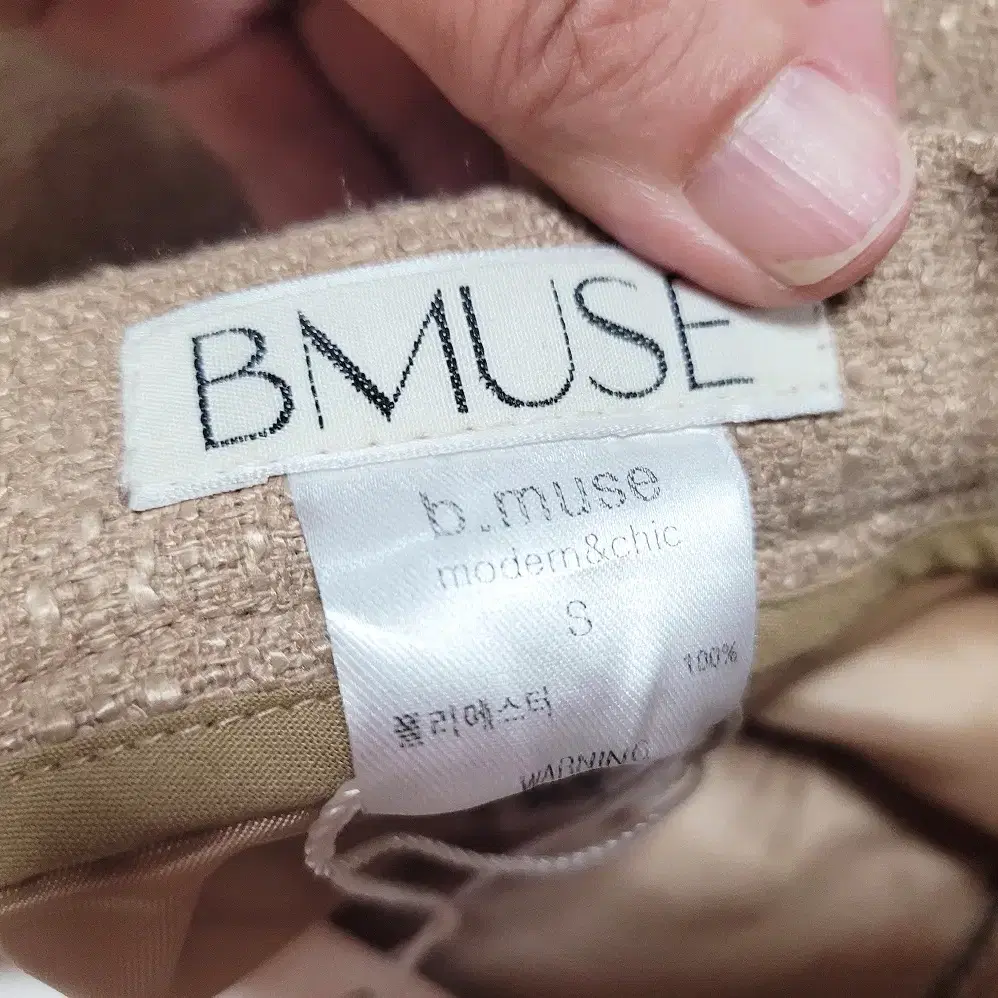 BMUSE
b.muse
modern&chic
S
100%
폴리에스터
WARNING